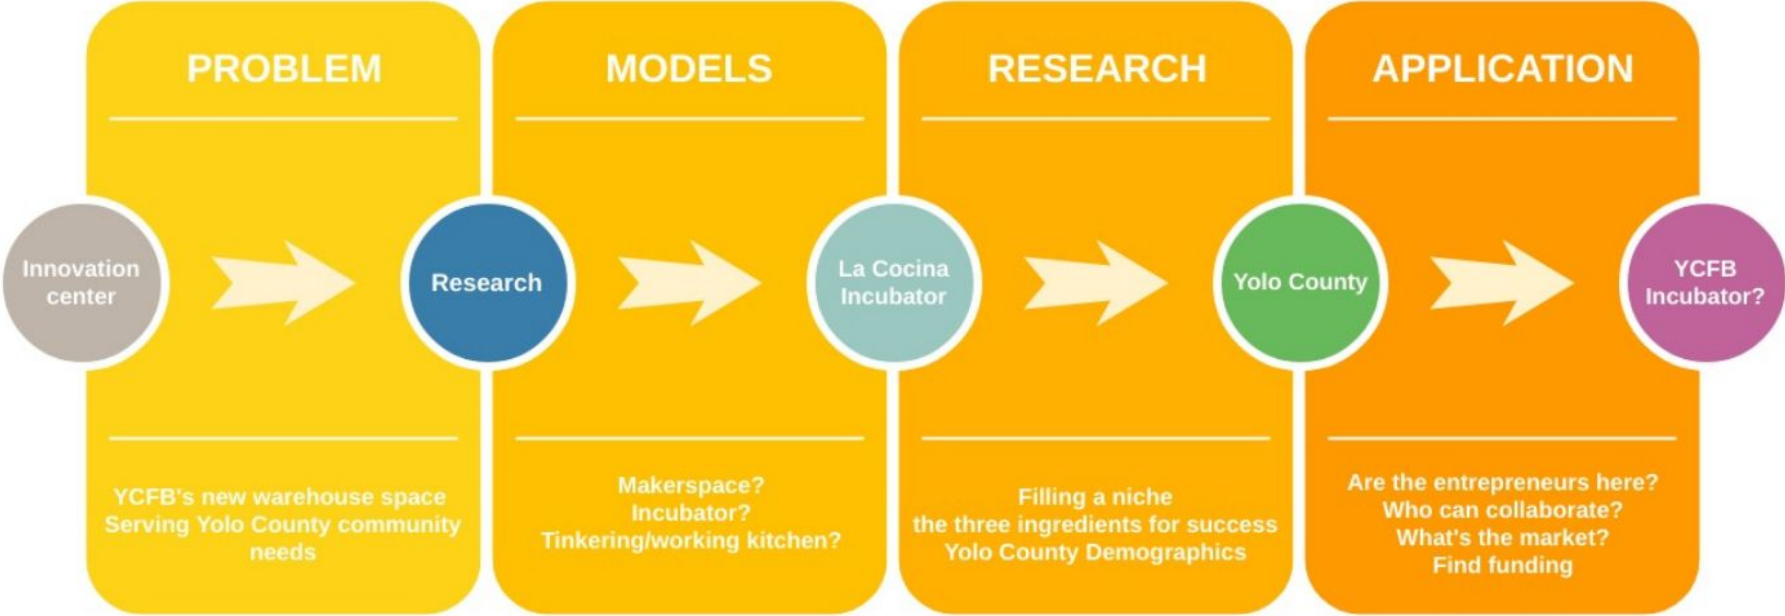 PROBLEM
MODELS
RESEARCH
APPLICATION
Innovation
center
Research
La Cocina
Incubator
Yolo County
YCFB
Incubator?
YCFB's new warehouse space
Serving Yolo County community
needs
Makerspace?
Incubator?
Tinkering/working kitchen?
Filling a niche
the three ingredients for success
Yolo County Demographics
Are the entrepreneurs here?
Who can collaborate?
What's the market?
Find funding